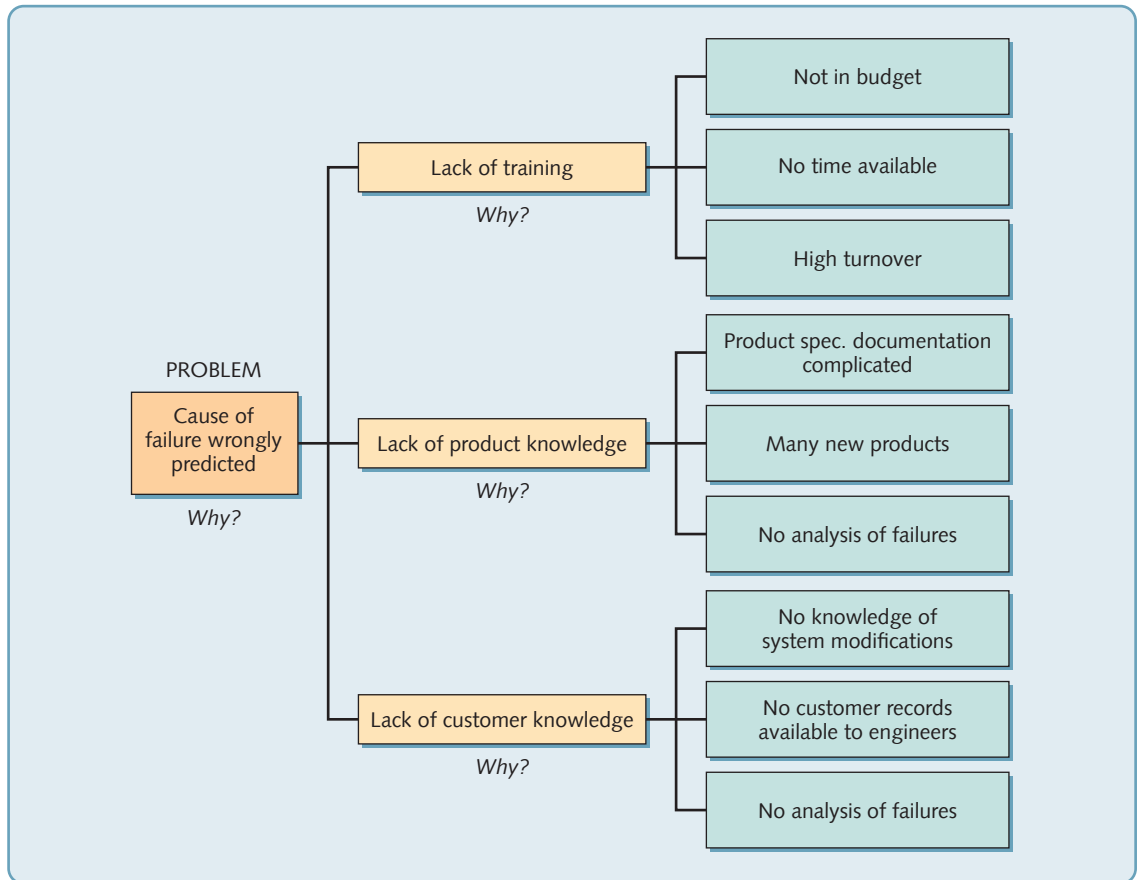 PROBLEM
Cause of
failure wrongly
predicted
Why?
Lack of training
Why?
Not in budget
No time available
High turnover
Lack of product knowledge
Why?
Product spec. documentation
complicated
Many new products
No analysis of failures
Lack of customer knowledge
Why?
No knowledge of
system modifications
No customer records
available to engineers
No analysis of failures